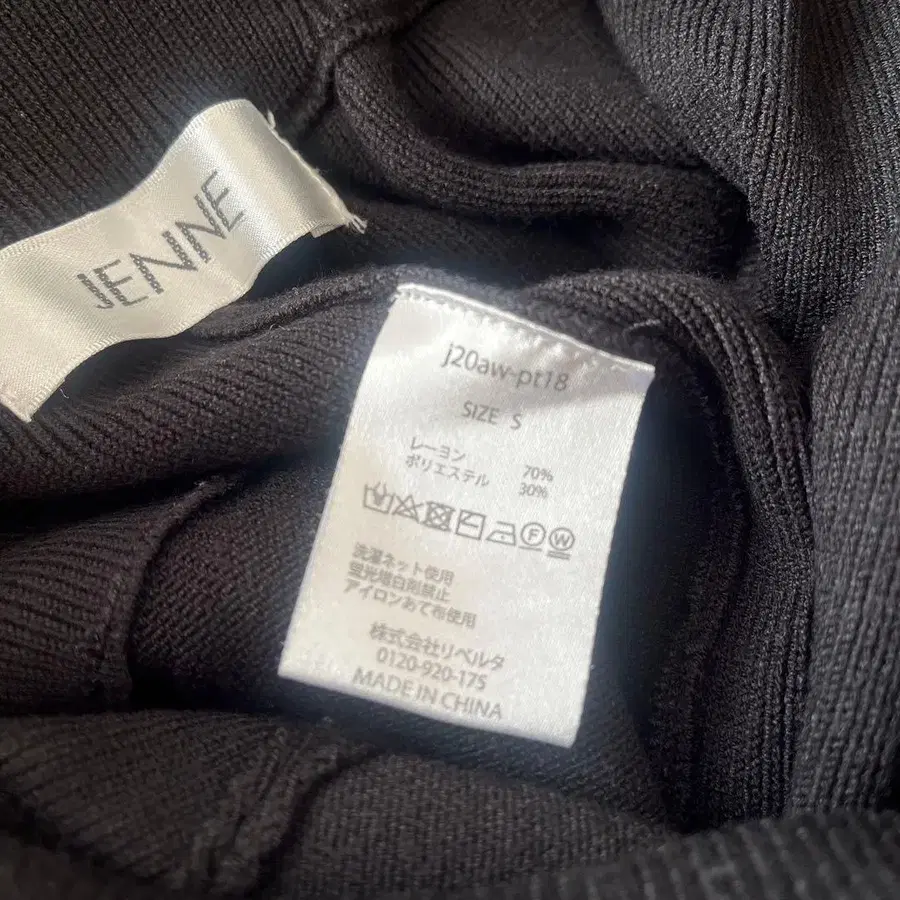 JENNE
j20aw-pt18
SIZE S
レーヨン 70%
ポリエステル 30%
F W
洗濯ネット使用
蛍光増白剤禁止
アイロンあて布使用
株式会社リベルタ
0120-920-175
MADE IN CHINA